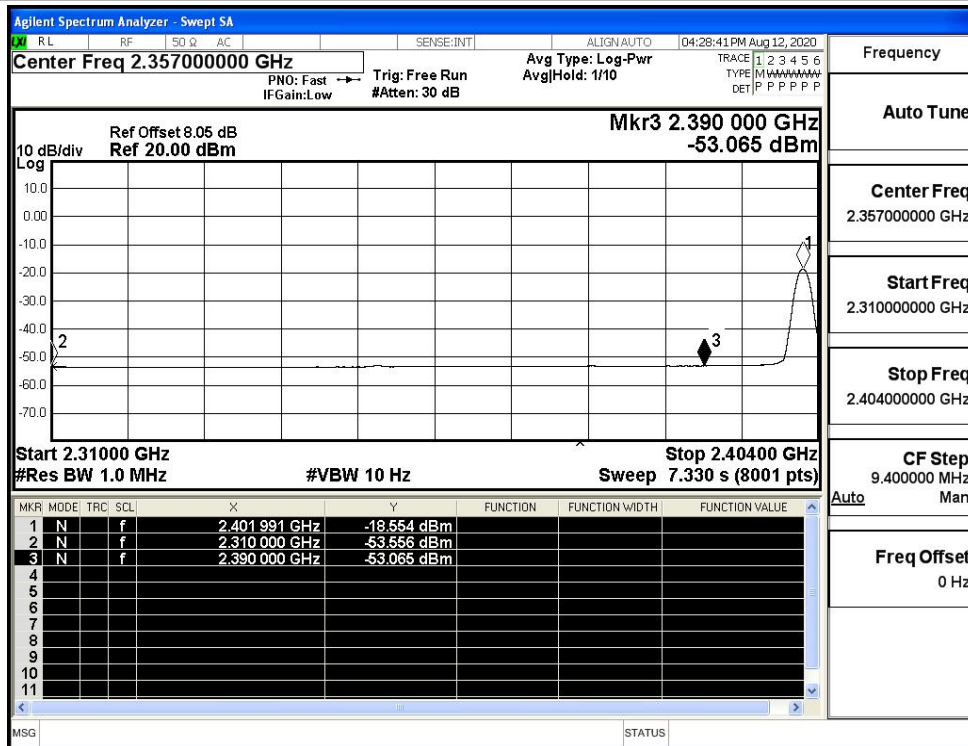 Agilent Spectrum Analyzer - Swept SA
LXI RL RF 50 Ω AC SENSE:INT ALIGN AUTO 04:28:41 PM Aug 12, 2020
Center Freq 2.357000000 GHz
PNO: Fast
IFGain:Low
Trig: Free Run
#Atten: 30 dB
Avg Type: Log-Pwr
Avg|Hold: 1/10
TRACE 1 2 3 4 5 6
TYPE M
DET P P P P P P
Ref Offset 8.05 dB
10 dB/div Ref 20.00 dBm
Log
Mkr3 2.390 000 GHz
-53.065 dBm
10.0
0.00
-10.0
-20.0
-30.0
-40.0
-50.0
-60.0
-70.0
1
2
3
Start 2.31000 GHz Stop 2.40400 GHz
#Res BW 1.0 MHz #VBW 10 Hz Sweep 7.330 s (8001 pts)
MKR MODE TRC SCL X Y FUNCTION FUNCTION WIDTH FUNCTION VALUE
1 N f 2.401 991 GHz -18.554 dBm
2 N f 2.310 000 GHz -53.556 dBm
3 N f 2.390 000 GHz -53.065 dBm
4
5
6
7
8
9
10
11
MSG STATUS
Frequency
Auto Tune
Center Freq
2.357000000 GHz
Start Freq
2.310000000 GHz
Stop Freq
2.404000000 GHz
CF Step
9.400000 MHz
Auto Man
Freq Offset
0 Hz